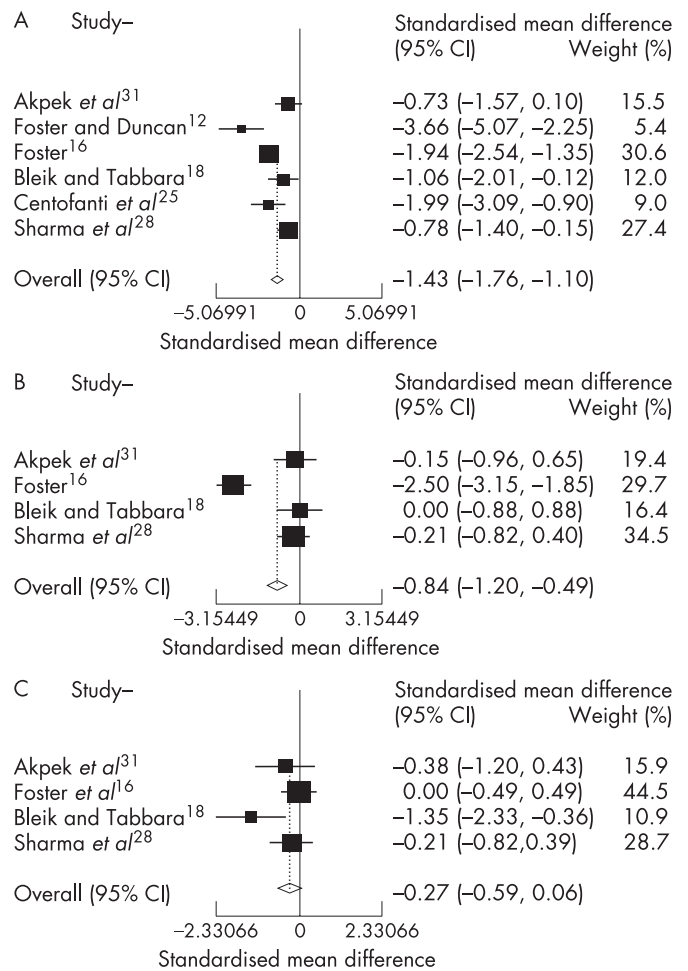 A Study– Standardised mean difference
(95% CI) Weight (%)
Akpek et al31 –0.73 (–1.57, 0.10) 15.5
Foster and Duncan12 –3.66 (–5.07, –2.25) 5.4
Foster16 –1.94 (–2.54, –1.35) 30.6
Bleik and Tabbara18 –1.06 (–2.01, –0.12) 12.0
Centofanti et al25 –1.99 (–3.09, –0.90) 9.0
Sharma et al28 –0.78 (–1.40, –0.15) 27.4
Overall (95% CI) –1.43 (–1.76, –1.10)
–5.06991 0 5.06991
Standardised mean difference
B Study– Standardised mean difference
(95% CI) Weight (%)
Akpek et al31 –0.15 (–0.96, 0.65) 19.4
Foster16 –2.50 (–3.15, –1.85) 29.7
Bleik and Tabbara18 0.00 (–0.88, 0.88) 16.4
Sharma et al28 –0.21 (–0.82, 0.40) 34.5
Overall (95% CI) –0.84 (–1.20, –0.49)
–3.15449 0 3.15449
Standardised mean difference
C Study– Standardised mean difference
(95% CI) Weight (%)
Akpek et al31 –0.38 (–1.20, 0.43) 15.9
Foster et al16 0.00 (–0.49, 0.49) 44.5
Bleik and Tabbara18 –1.35 (–2.33, –0.36) 10.9
Sharma et al28 –0.21 (–0.82,0.39) 28.7
Overall (95% CI) –0.27 (–0.59, 0.06)
–2.33066 0 2.33066
Standardised mean difference